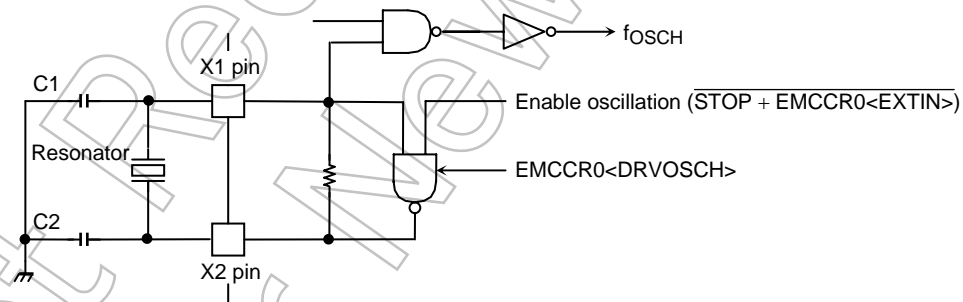 fOSCH
X1 pin
C1
Enable oscillation (STOP + EMCCR0<EXTIN>)
Resonator
EMCCR0<DRVOSCH>
C2
X2 pin